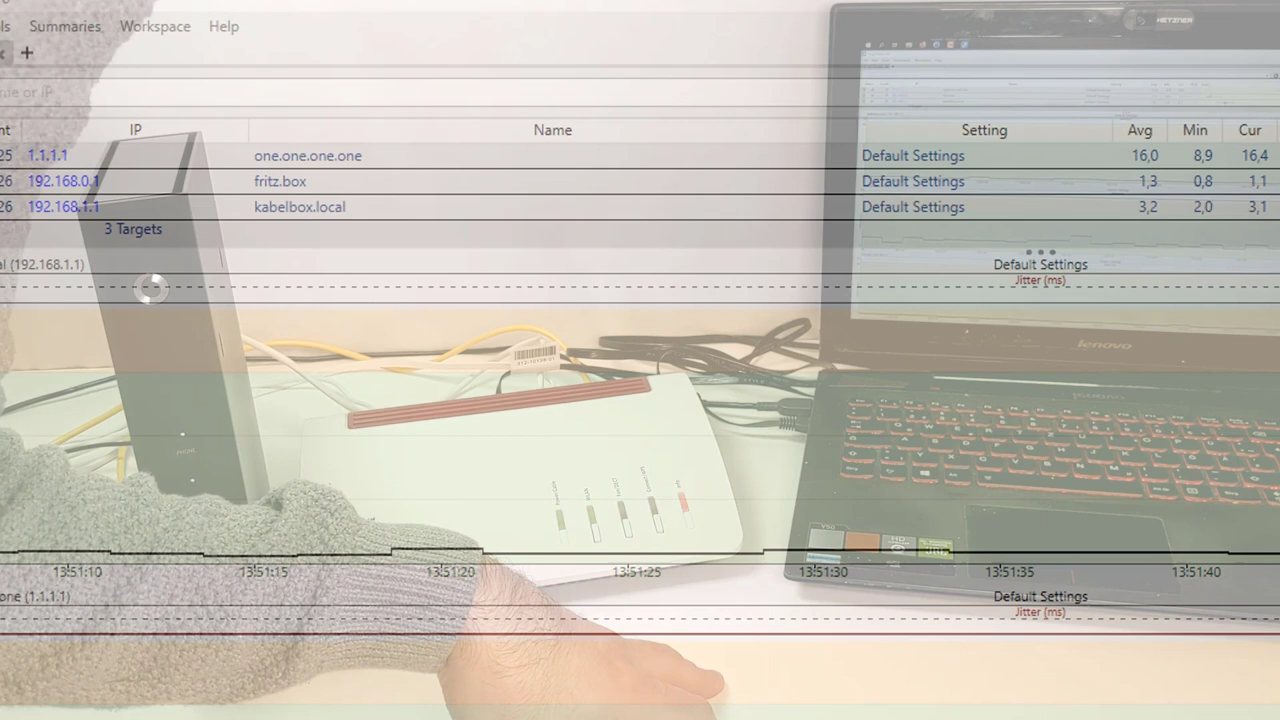 ls Summaries Workspace Help
+
me or IP
nt IP Name Setting Avg Min Cur
25 1.1.1.1 one.one.one.one Default Settings 16,0 8,9 16,4
26 192.168.0.1 fritz.box Default Settings 1,3 0,8 1,1
26 192.168.1.1 kabelbox.local Default Settings 3,2 2,0 3,1
3 Targets
al (192.168.1.1) Default Settings
Jitter (ms)
13:51:10 13:51:15 13:51:20 13:51:25 13:51:30 13:51:35 13:51:40
one (1.1.1.1) Default Settings
Jitter (ms)
HETZNER
lenovo
Y50